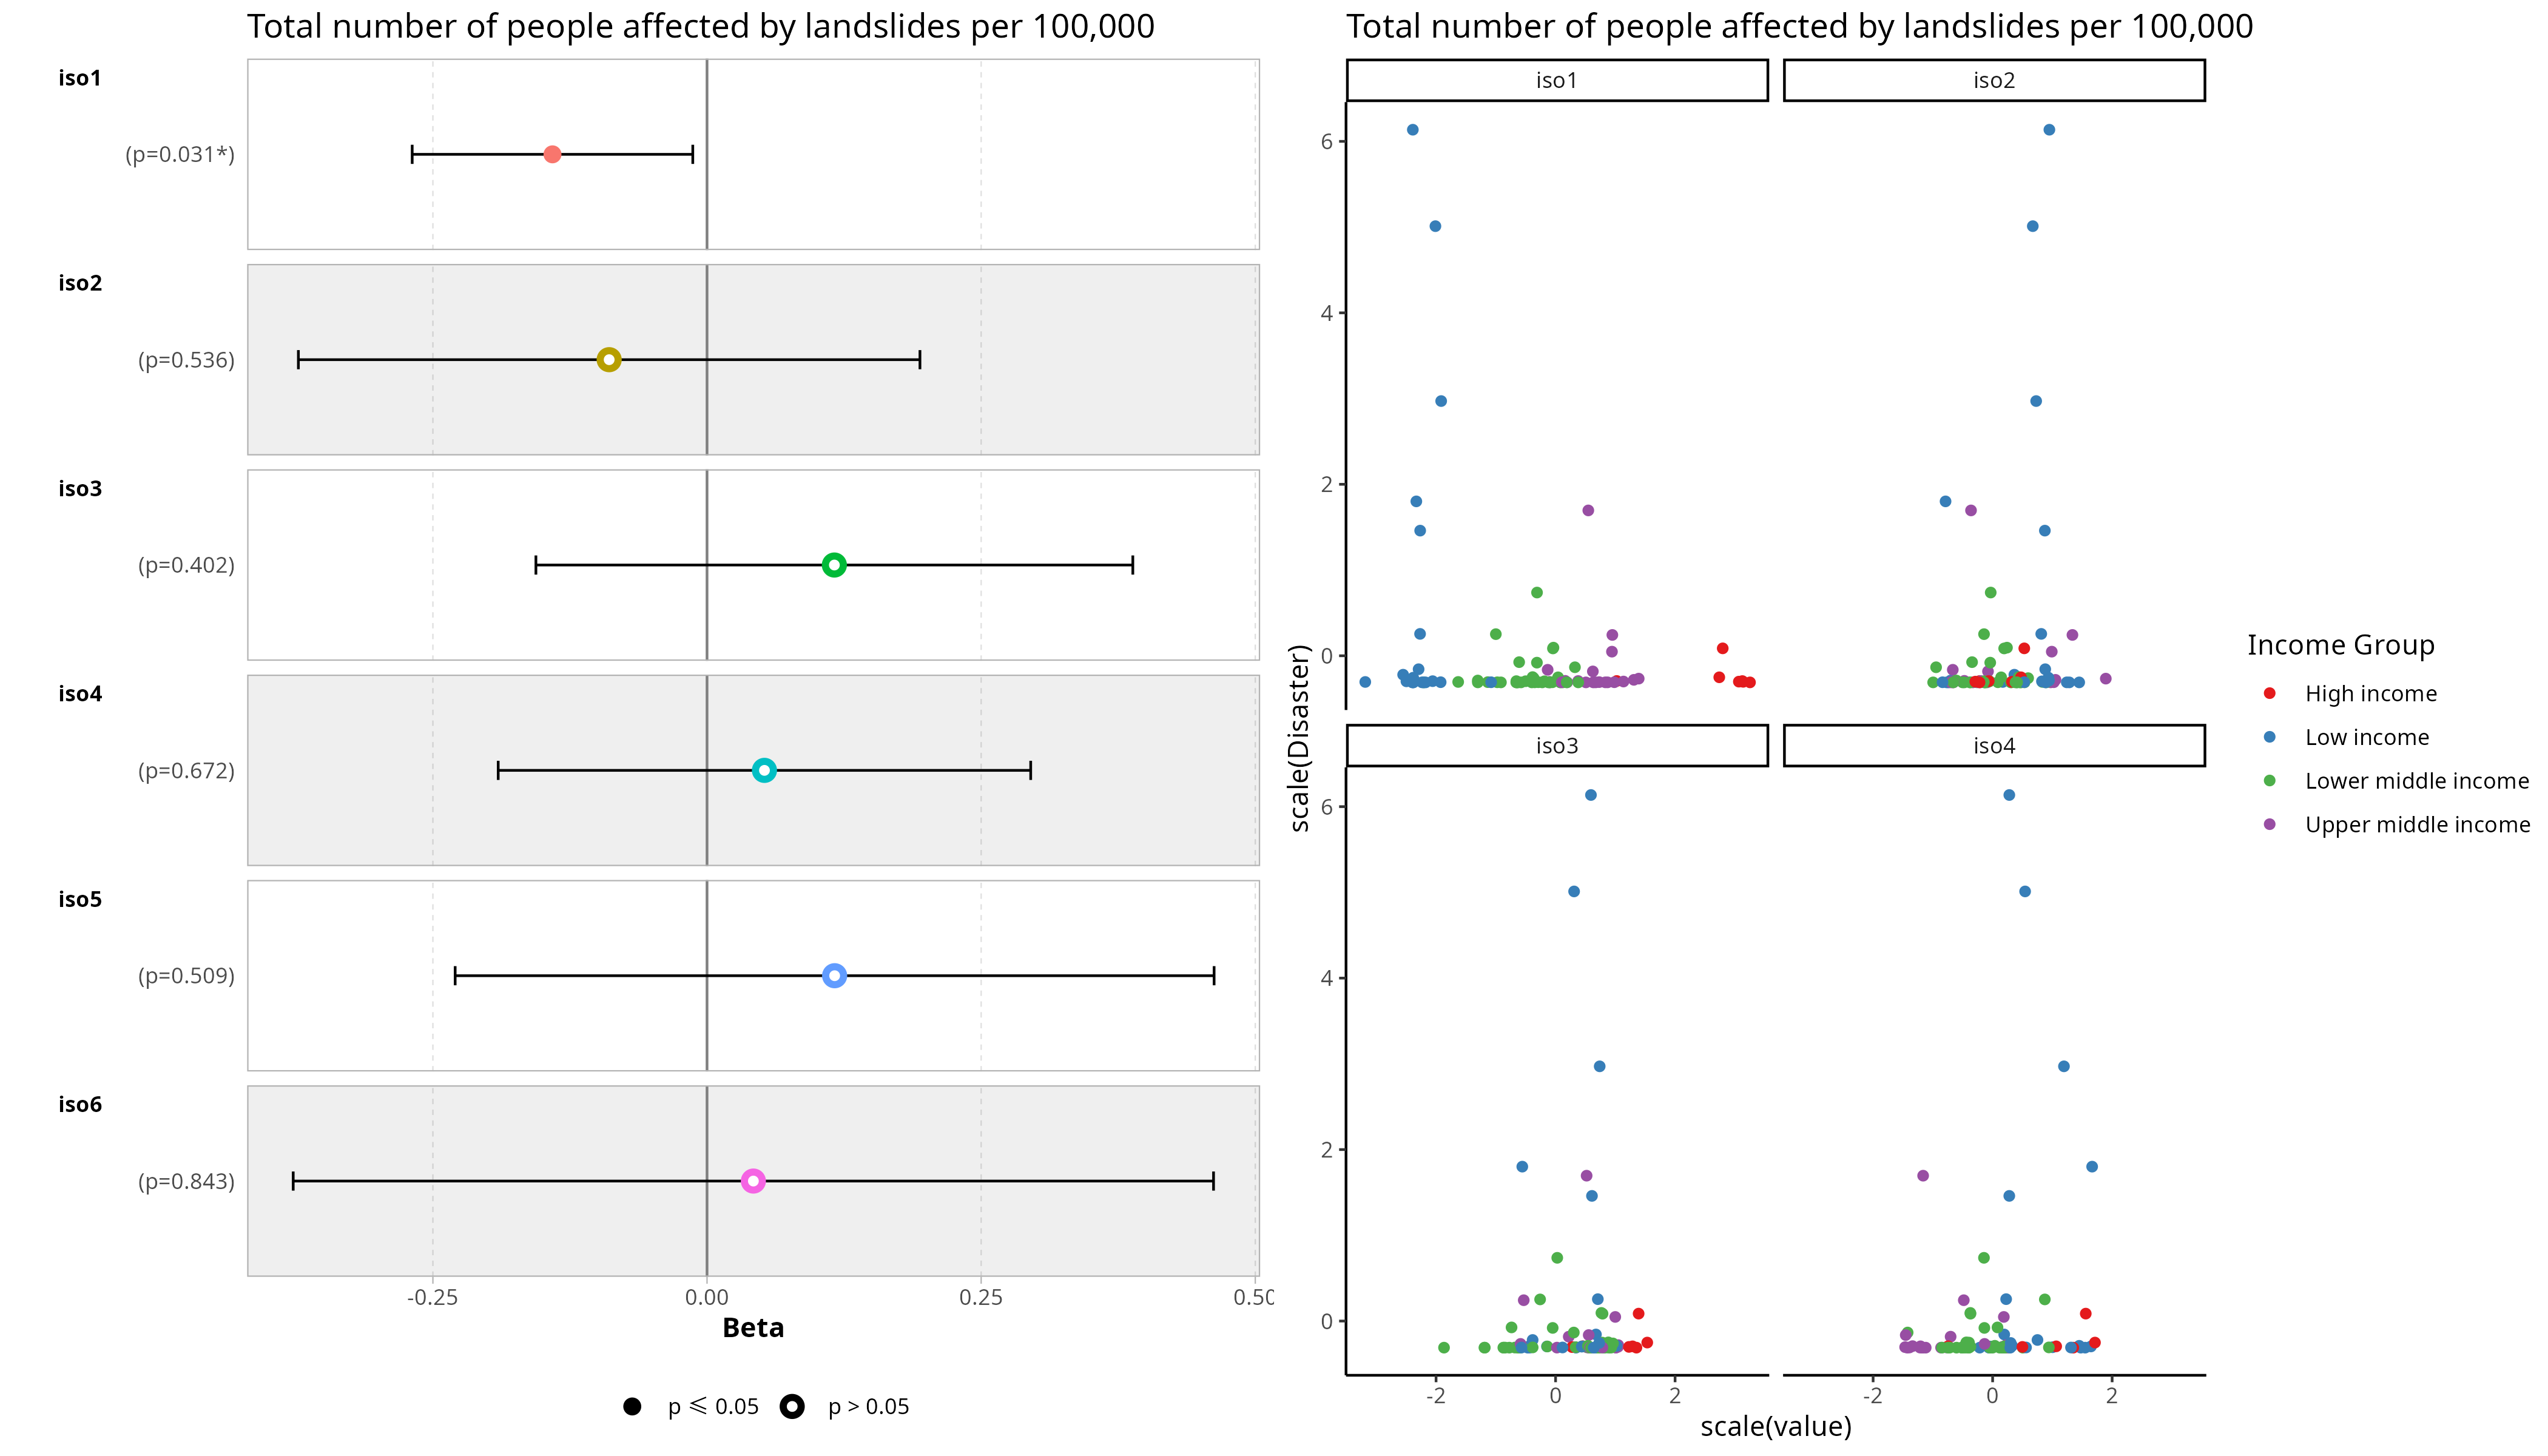 Total number of people affected by landslides per 100,000
iso1
(p=0.031*)
iso2
(p=0.536)
iso3
(p=0.402)
iso4
(p=0.672)
iso5
(p=0.509)
iso6
(p=0.843)
-0.25 0.00 0.25 0.50
Beta
p ⩽ 0.05 p > 0.05
Total number of people affected by landslides per 100,000
iso1 iso2
6
4
2
0
iso3 iso4
6
4
2
0
-2 0 2 -2 0 2
scale(value)
scale(Disaster)
Income Group
High income
Low income
Lower middle income
Upper middle income